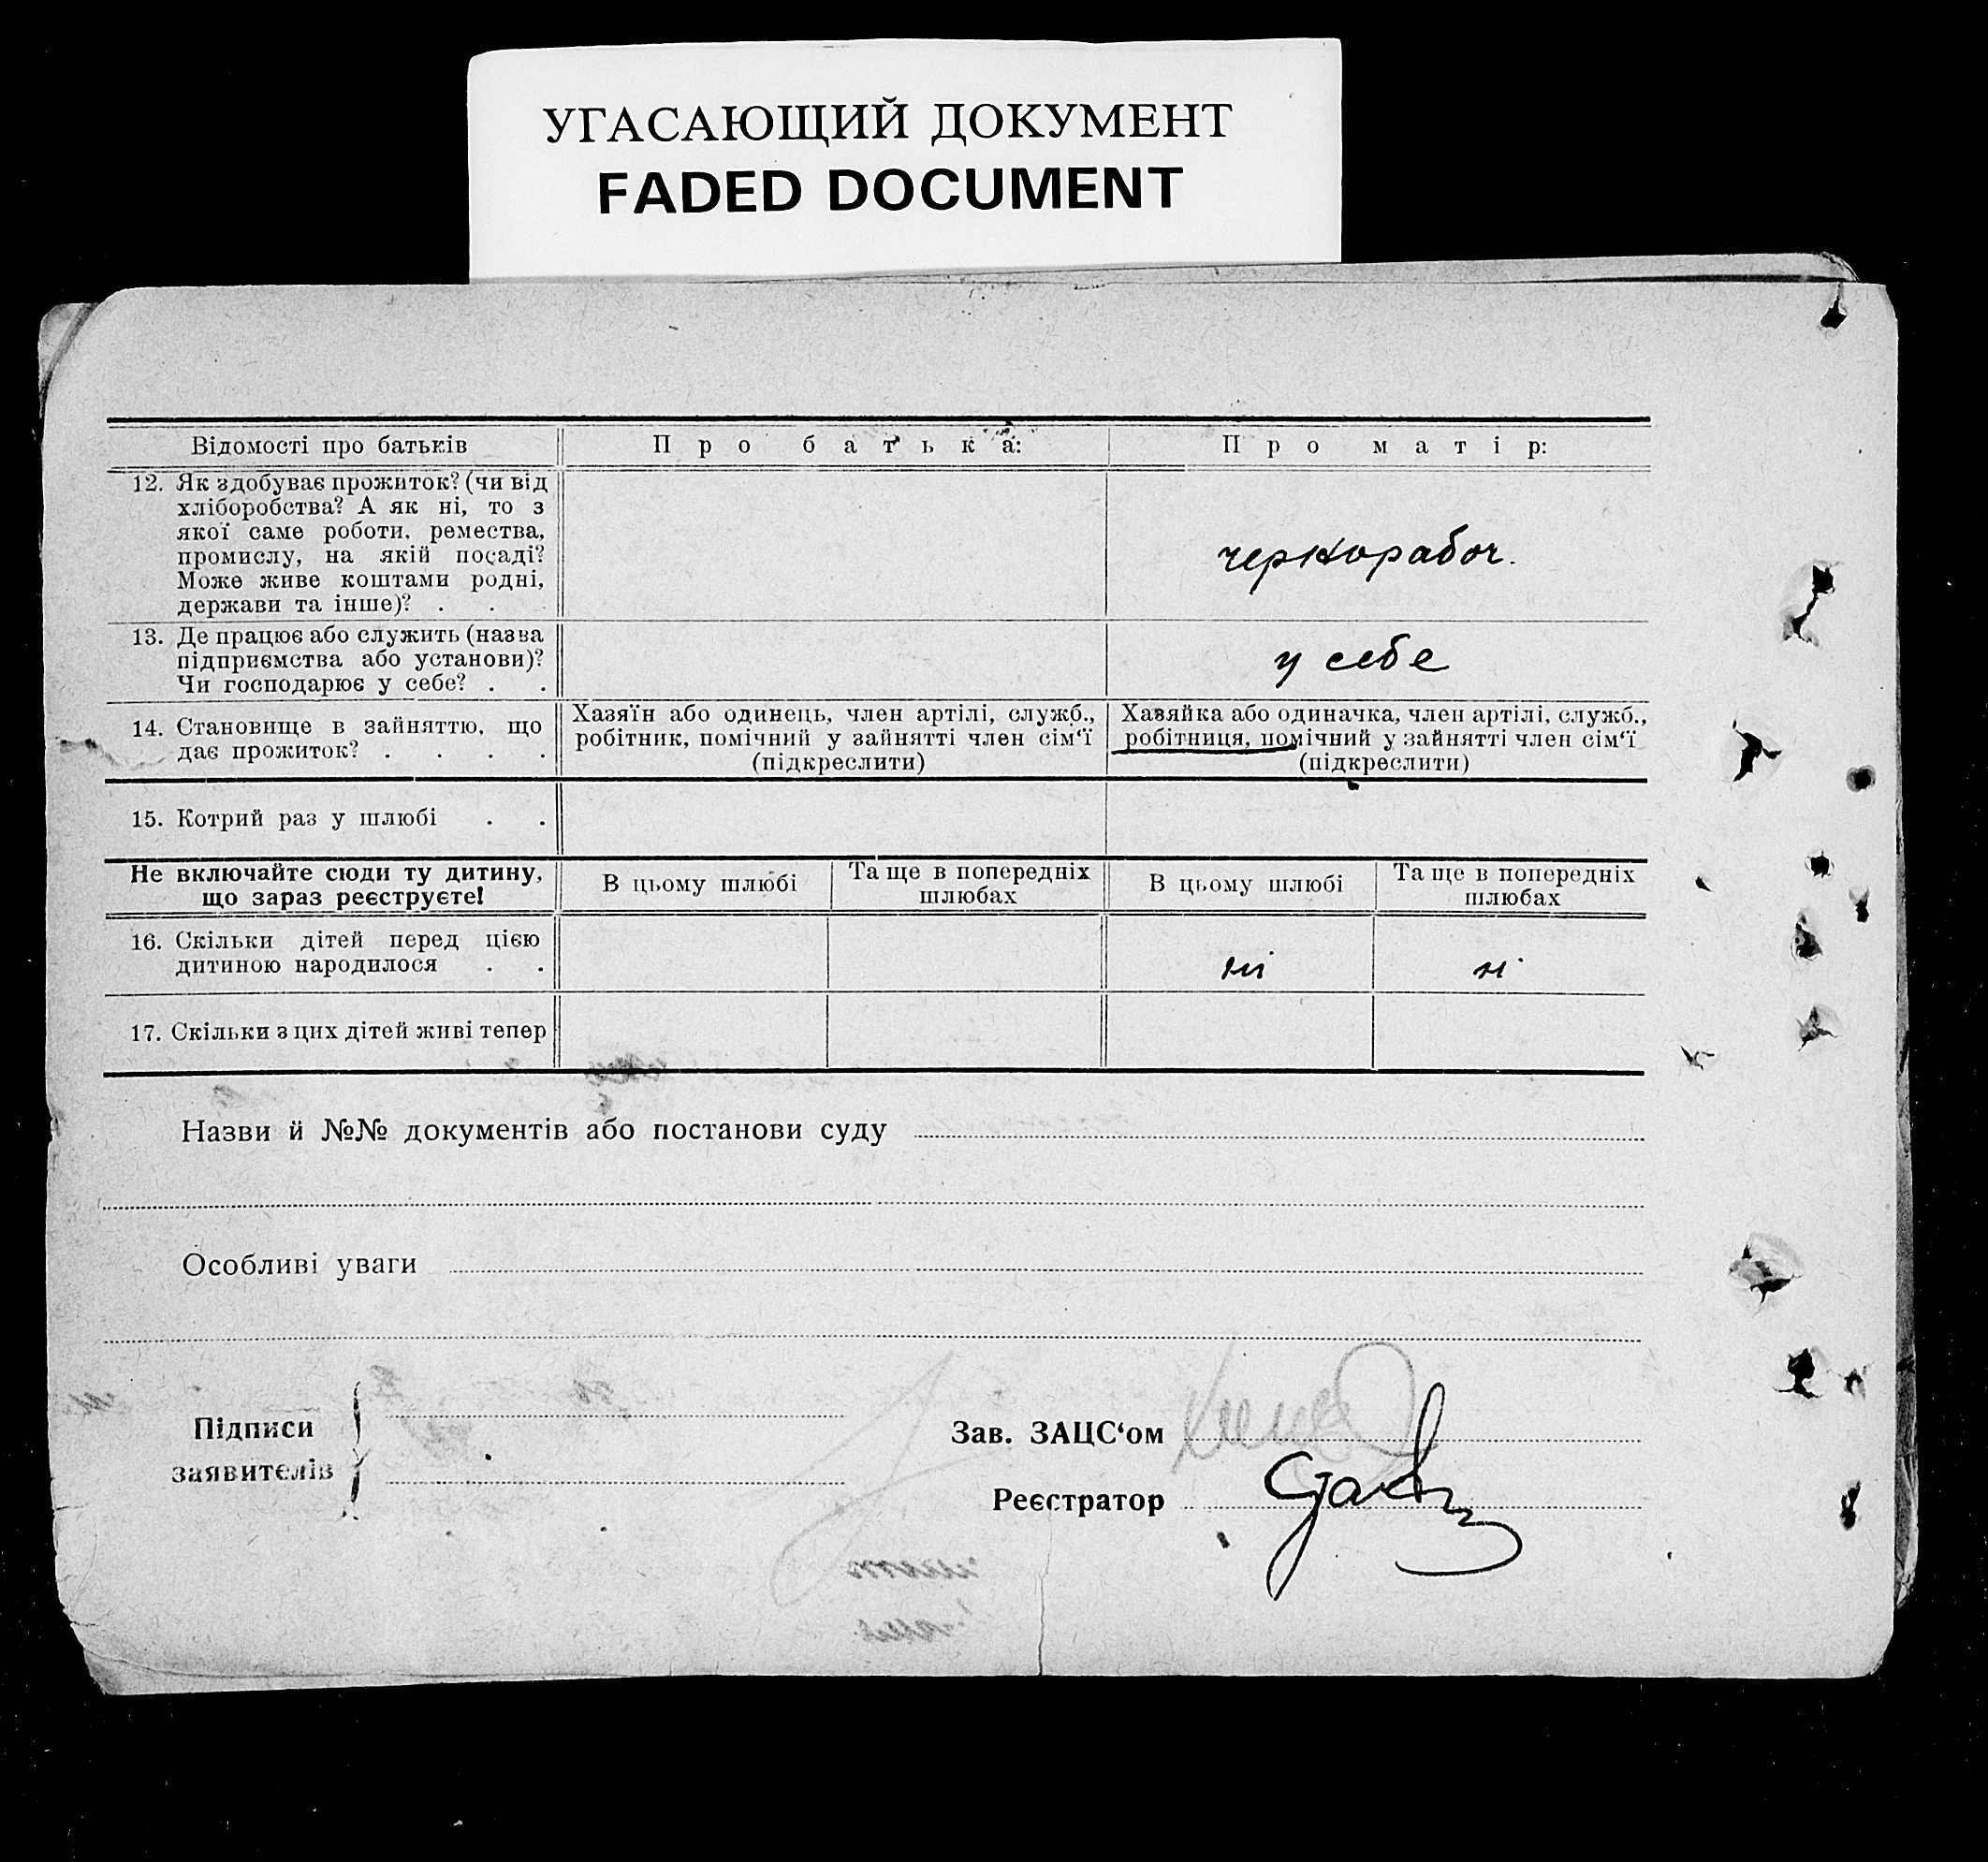 УГАСАЮЩИЙ ДОКУМЕНТ
FADED DOCUMENT
Відомості про батьків
Про батька:
Про матір:
12. Як здобуває прожиток? (чи від
хліборобства? А як ні, то з
якої саме роботи, ремества,
промислу, на якій посаді?
Може живе коштами родні,
держави та інше)? . .
чернорабоч.
13. Де працює або служить (назва
підприємства або установи)?
Чи господарює у себе? . .
у себе
14. Становище в зайняттю, що
дає прожиток? . . . .
Хазяїн або одинець, член артілі, служб.,
робітник, помічний у зайнятті член сім‘ї
(підкреслити)
Хазяйка або одиначка, член артілі, служб.,
робітниця, помічний у зайнятті член сім‘ї
(підкреслити)
15. Котрий раз у шлюбі . .
Не включайте сюди ту дитину,
що зараз реєструєте!
В цьому шлюбі
Та ще в попередніх
шлюбах
В цьому шлюбі
Та ще в попередніх
шлюбах
16. Скільки дітей перед цією
дитиною народилося . .
ні
ні
17. Скільки з цих дітей живі тепер
Назви й №№ документів або постанови суду
Особливі уваги
Підписи
заявителів
Зав. ЗАЦС‘ом
Реєстратор